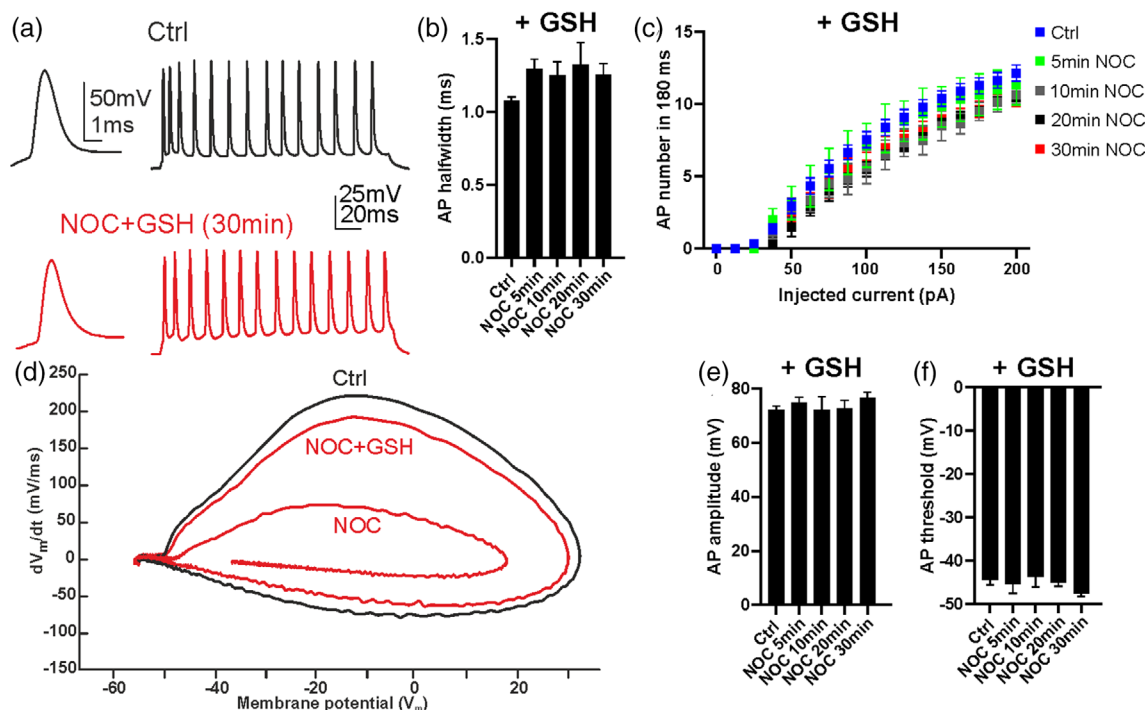 (a)
Ctrl
50mV
1ms
25mV
20ms
NOC+GSH (30min)
(b)
+ GSH
AP halfwidth (ms)
1.5
1.0
0.5
0.0
Ctrl
NOC 5min
NOC 10min
NOC 20min
NOC 30min
(c)
+ GSH
AP number in 180 ms
15
10
5
0
0
50
100
150
200
Injected current (pA)
Ctrl
5min NOC
10min NOC
20min NOC
30min NOC
(d)
Ctrl
NOC+GSH
NOC
dVm/dt (mV/ms)
250
200
150
100
50
0
-50
-100
-150
-60
-40
-20
0
20
Membrane potential (Vm)
(e)
+ GSH
AP amplitude (mV)
80
60
40
20
0
Ctrl
NOC 5min
NOC 10min
NOC 20min
NOC 30min
(f)
+ GSH
AP threshold (mV)
0
-10
-20
-30
-40
-50
Ctrl
NOC 5min
NOC 10min
NOC 20min
NOC 30min